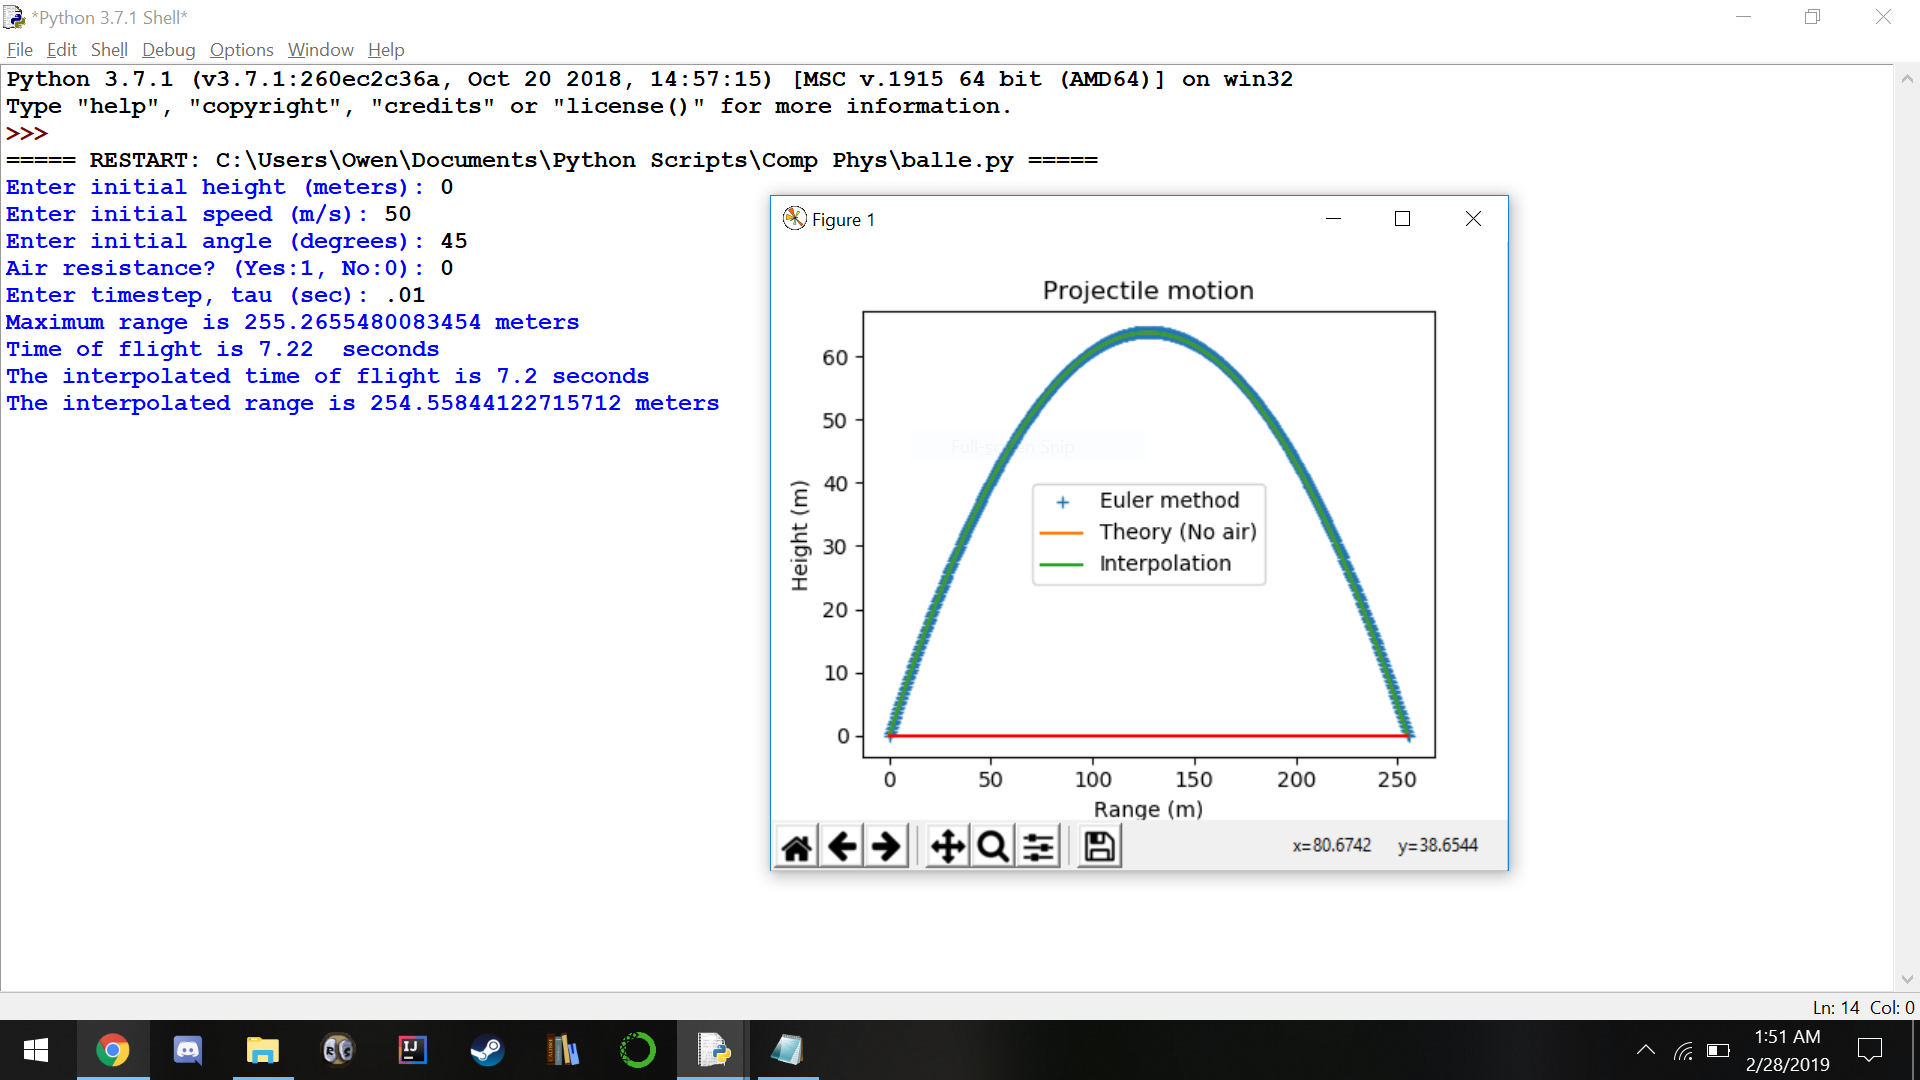 *Python 3.7.1 Shell*
File Edit Shell Debug Options Window Help
Python 3.7.1 (v3.7.1:260ec2c36a, Oct 20 2018, 14:57:15) [MSC v.1915 64 bit (AMD64)] on win32
Type "help", "copyright", "credits" or "license()" for more information.
>>>
===== RESTART: C:\Users\Owen\Documents\Python Scripts\Comp Phys\balle.py =====
Enter initial height (meters): 0
Enter initial speed (m/s): 50
Enter initial angle (degrees): 45
Air resistance? (Yes:1, No:0): 0
Enter timestep, tau (sec): .01
Maximum range is 255.2655480083454 meters
Time of flight is 7.22  seconds
The interpolated time of flight is 7.2 seconds
The interpolated range is 254.55844122715712 meters
Figure 1
Projectile motion
60
50
40
30
20
10
0
Height (m)
Full-screen Snip
Euler method
Theory (No air)
Interpolation
0 50 100 150 200 250
Range (m)
x=80.6742 y=38.6544
Ln: 14 Col: 0
IJ
1:51 AM
2/28/2019